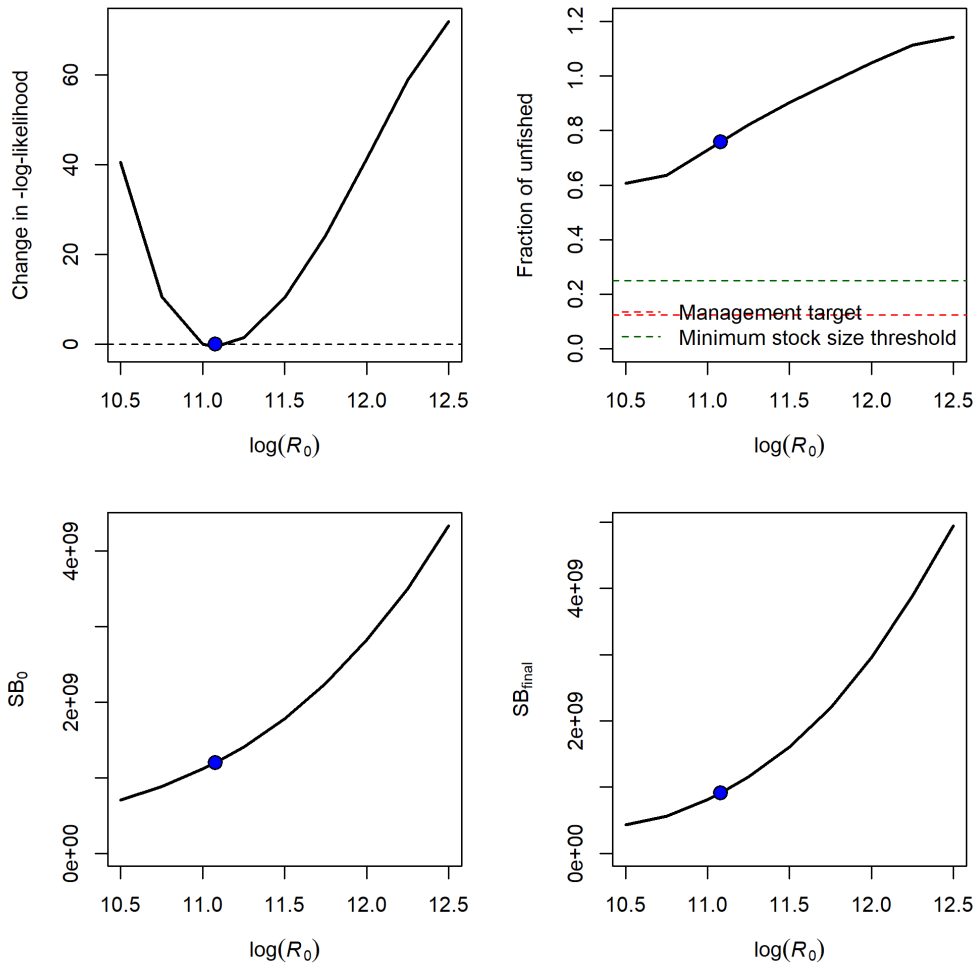 Change in -log-likelihood
60
40
20
0
10.5 11.0 11.5 12.0 12.5
log(R0)
Fraction of unfished
1.2
1.0
0.8
0.6
0.4
0.2
0.0
Management target
Minimum stock size threshold
10.5 11.0 11.5 12.0 12.5
log(R0)
SB0
4e+09
2e+09
0e+00
10.5 11.0 11.5 12.0 12.5
log(R0)
SBfinal
4e+09
2e+09
0e+00
10.5 11.0 11.5 12.0 12.5
log(R0)